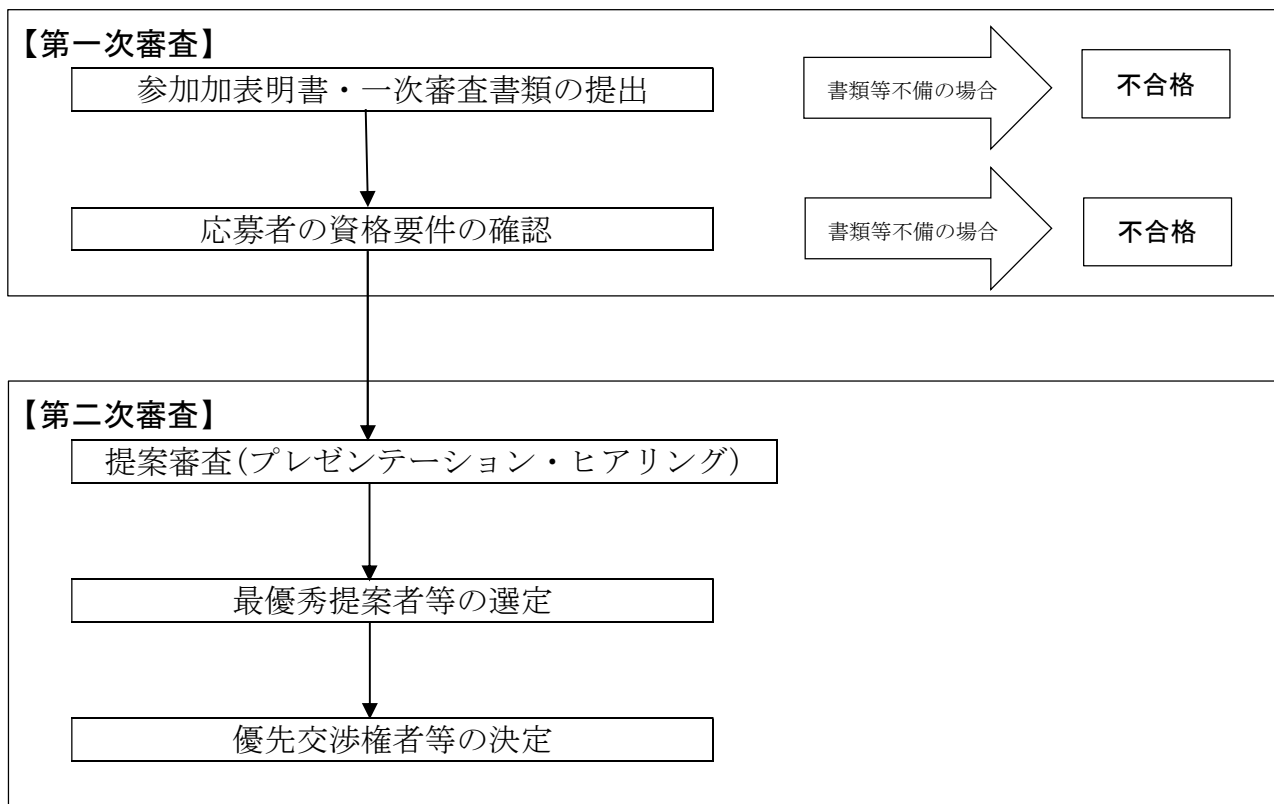 【第一次審査】
参加加表明書・一次審査書類の提出
書類等不備の場合
不合格
応募者の資格要件の確認
書類等不備の場合
不合格
【第二次審査】
提案審査(プレゼンテーション・ヒアリング)
最優秀提案者等の選定
優先交渉権者等の決定